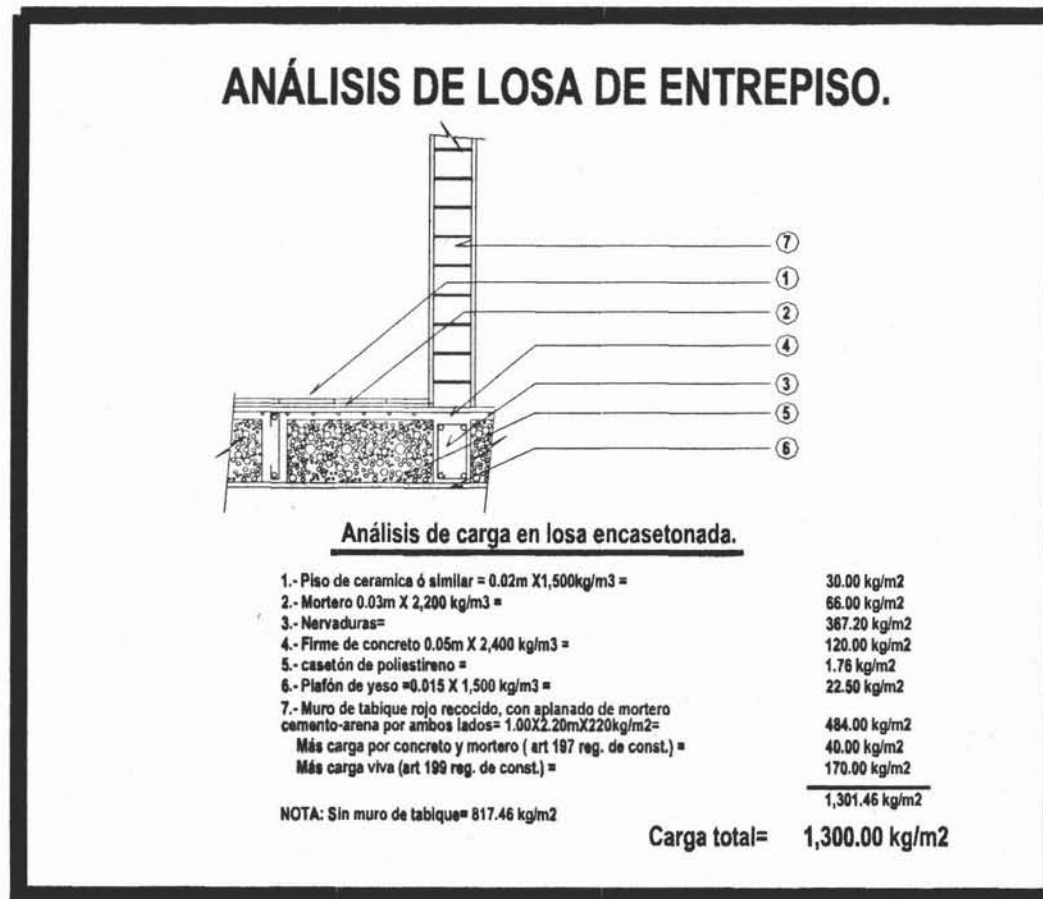 ANÁLISIS DE LOSA DE ENTREPISO.
7
1
2
4
3
5
6
Análisis de carga en losa encasetonada.
1.- Piso de ceramica ó similar = 0.02m X1,500kg/m3 = 30.00 kg/m2
2.- Mortero 0.03m X 2,200 kg/m3 = 66.00 kg/m2
3.- Nervaduras= 367.20 kg/m2
4.- Firme de concreto 0.05m X 2,400 kg/m3 = 120.00 kg/m2
5.- casetón de poliestireno = 1.76 kg/m2
6.- Plafón de yeso =0.015 X 1,500 kg/m3 = 22.50 kg/m2
7.- Muro de tabique rojo recocido, con aplanado de mortero
cemento-arena por ambos lados= 1.00X2.20mX220kg/m2= 484.00 kg/m2
Más carga por concreto y mortero ( art 197 reg. de const.) = 40.00 kg/m2
Más carga viva (art 199 reg. de const.) = 170.00 kg/m2
1,301.46 kg/m2
NOTA: Sin muro de tabique= 817.46 kg/m2
Carga total= 1,300.00 kg/m2